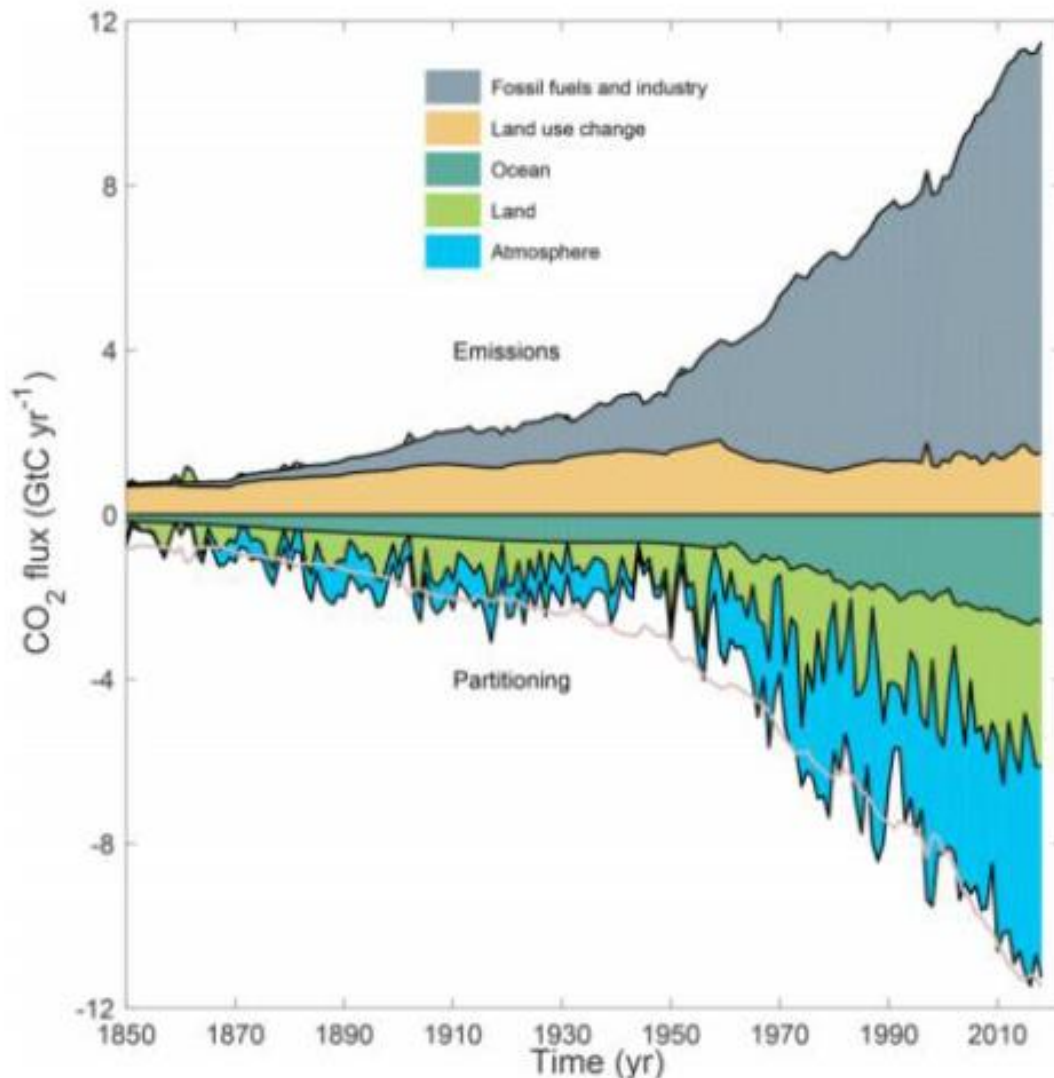 12
8
4
0
-4
-8
-12
CO₂ flux (GtC yr⁻¹)
Fossil fuels and industry
Land use change
Ocean
Land
Atmosphere
Emissions
Partitioning
1850 1870 1890 1910 1930 1950 1970 1990 2010
Time (yr)